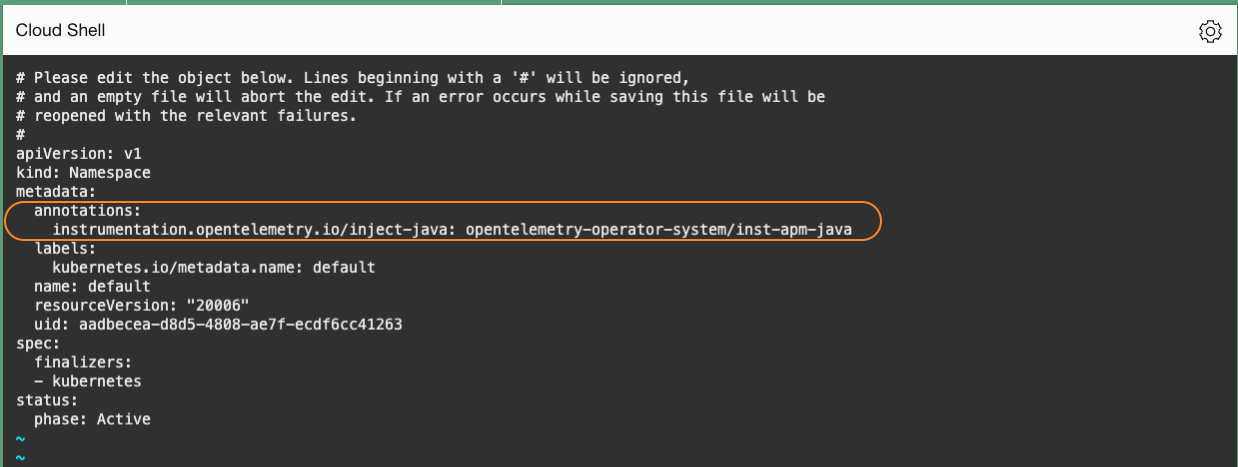 Cloud Shell
# Please edit the object below. Lines beginning with a '#' will be ignored,
# and an empty file will abort the edit. If an error occurs while saving this file will be
# reopened with the relevant failures.
#
apiVersion: v1
kind: Namespace
metadata:
  annotations:
    instrumentation.opentelemetry.io/inject-java: opentelemetry-operator-system/inst-apm-java
  labels:
    kubernetes.io/metadata.name: default
  name: default
  resourceVersion: "20006"
  uid: aadbecea-d8d5-4808-ae7f-ecdf6cc41263
spec:
  finalizers:
  - kubernetes
status:
  phase: Active
~
~